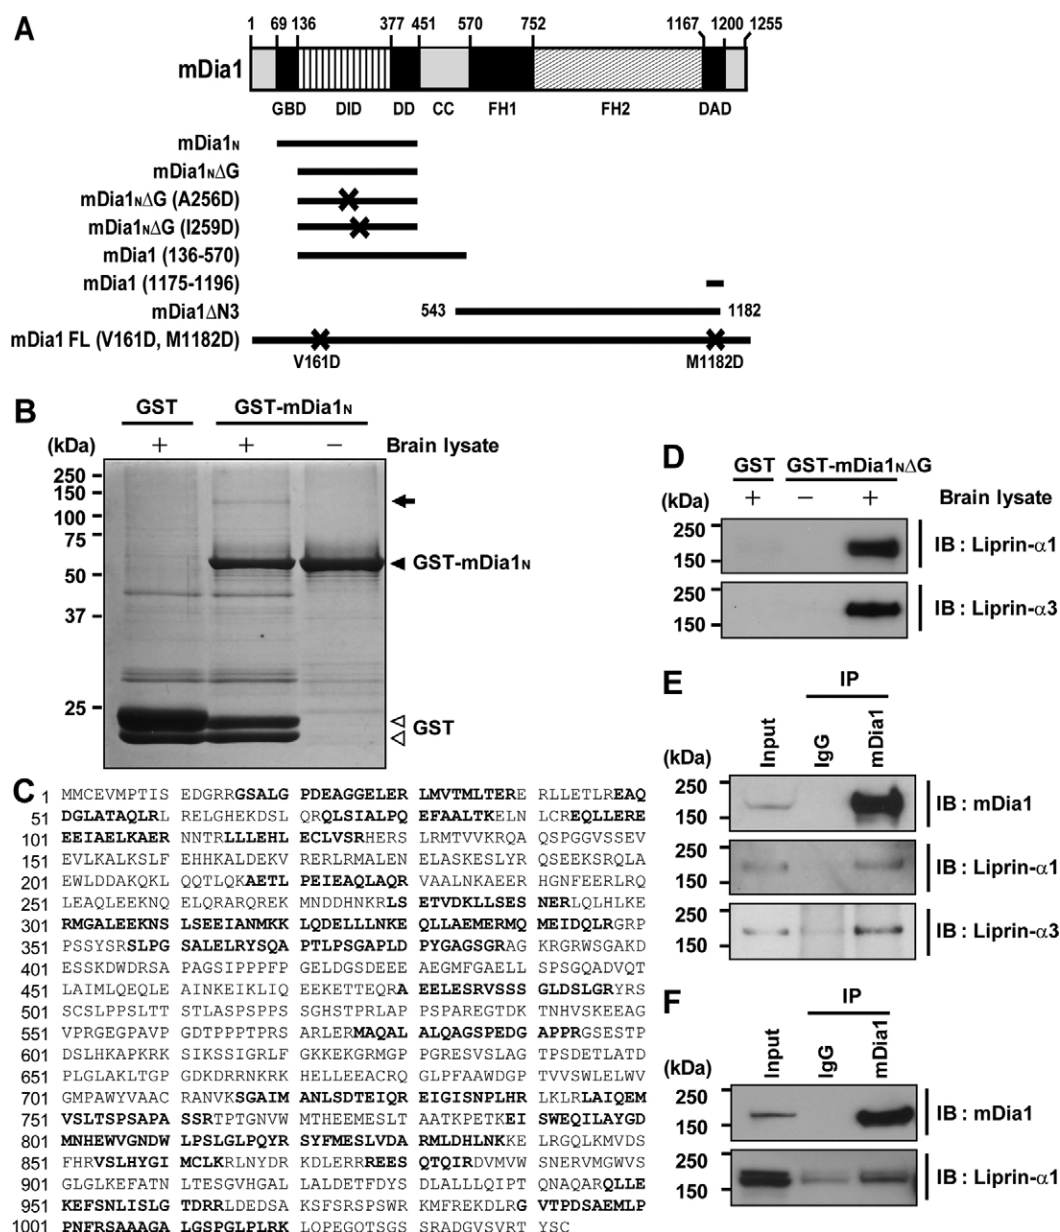 A
1 69 136 377 451 570 752 1167 1200 1255
mDia1
GBD DID DD CC FH1 FH2 DAD
mDia1N
mDia1NΔG
mDia1NΔG (A256D)
mDia1NΔG (I259D)
mDia1 (136-570)
mDia1 (1175-1196)
mDia1ΔN3 543 1182
mDia1 FL (V161D, M1182D)
V161D M1182D
B
GST GST-mDia1N
(kDa) + + − Brain lysate
250
150
100
75
50
37
25
GST-mDia1N
GST
C
1 MMCEVMPTIS EDGRRGSALG PDEAGGELER LMVTMLTERE RLLETLREAQ
51 DGLATAQLRL RELGHEKDSL QRQLSIALPQ EFAALTKELN LCREQLLERE
101 EEIAELKAER NNTRLLLEHL ECLVSRHERS LRMTVVKRQA QSPGGVSSEV
151 EVLKALKSLF EHHKALDEKV RERLRMALEN ELASKESLYR QSEEKSRQLA
201 EWLDDAKQKL QQTLQKAETL PEIEAQLAQR VAALNKAEER HGNFEERLRQ
251 LEAQLEEKNQ ELQRARQREK MNDDHNKRLS ETVDKLLSES NERLQLHLKE
301 RMGALEEKNS LSEEIANMKK LQDELLLNKE QLLAEMERMQ MEIDQLRGRP
351 PSSYSRSLPG SALELRYSQA PTLPSGAPLD PYGAGSGRAG KRGRWSGAKD
401 ESSKDWDRSA PAGSIPPPFP GELDGSDEEE AEGMFGAELL SPSGQADVQT
451 LAIMLQEQLE AINKEIKLIQ EEKETTEQRA EELESRVSSS GLDSLGRYRS
501 SCSLPPSLTT STLASPSPPS SGHSTPRLAP PSPAREGTDK TNHVSKEEAG
551 VPRGEGPAVP GDTPPPTPRS ARLERMAQAL ALQAGSPEDG APPRGSESTP
601 DSLHKAPKRK SIKSSIGRLF GKKEKGRMGP PGRESVSLAG TPSDETLATD
651 PLGLAKLTGP GDKDRRNKRK HELLEEACRQ GLPFAAWDGP TVVSWLELWV
701 GMPAWYVAAC RANVKSGAIM ANLSDTEIQR EIGISNPLHR LKLRLAIQEM
751 VSLTSPSAPA SSRTPTGNVW MTHEEMESLT AATKPETKEI SWEQILAYGD
801 MNHEWVGNDW LPSLGLPQYR SYFMESLVDA RMLDHLNKKE LRGQLKMVDS
851 FHRVSLHYGI MCLKRLNYDR KDLERRREES QTQIRDVMVW SNERVMGWVS
901 GLGLKEFATN LTESGVHGAL LALDETFDYS DLALLLQIPT QNAQARQLLE
951 KEFSNLISLG TDRRLDEDSA KSFSRSPSWR KMFREKDLRG VTPDSAEMLP
1001 PNFRSAAAGA LGSPGLPLRK LQPEGQTSGS SRADGVSVRT YSC
D
GST GST-mDia1NΔG
(kDa) + − + Brain lysate
250
150
IB : Liprin-α1
250
150
IB : Liprin-α3
E
IP
(kDa) Input IgG mDia1
250
150
IB : mDia1
250
150
IB : Liprin-α1
250
150
IB : Liprin-α3
F
IP
(kDa) Input IgG mDia1
250
150
IB : mDia1
250
150
IB : Liprin-α1